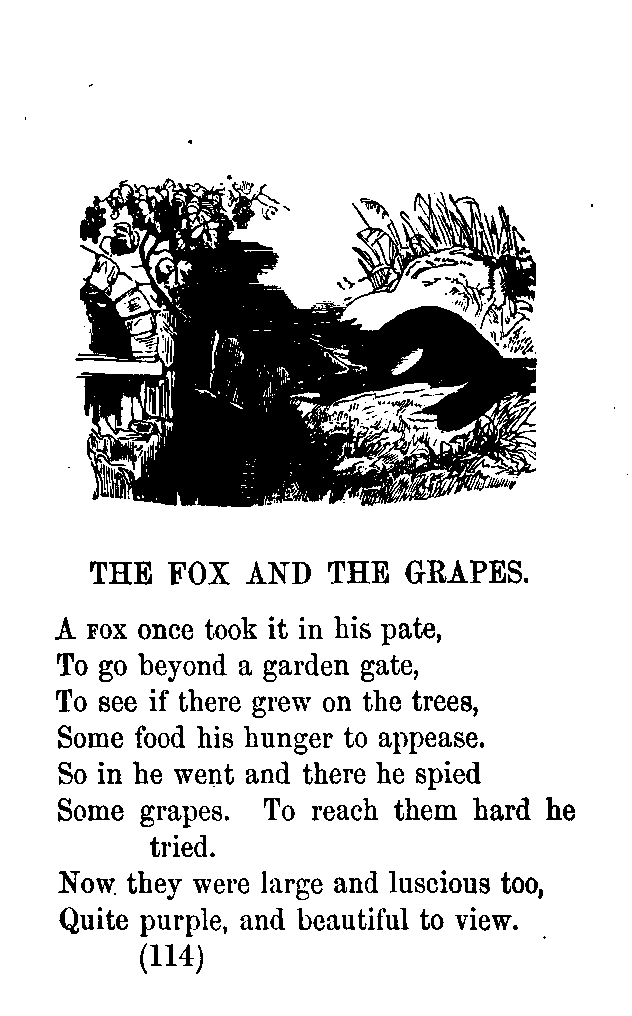 THE FOX AND THE GRAPES.
A FOX once took it in his pate,
To go beyond a garden gate,
To see if there grew on the trees,
Some food his hunger to appease.
So in he went and there he spied
Some grapes. To reach them hard he
tried.
Now they were large and luscious too,
Quite purple, and beautiful to view.
(114)